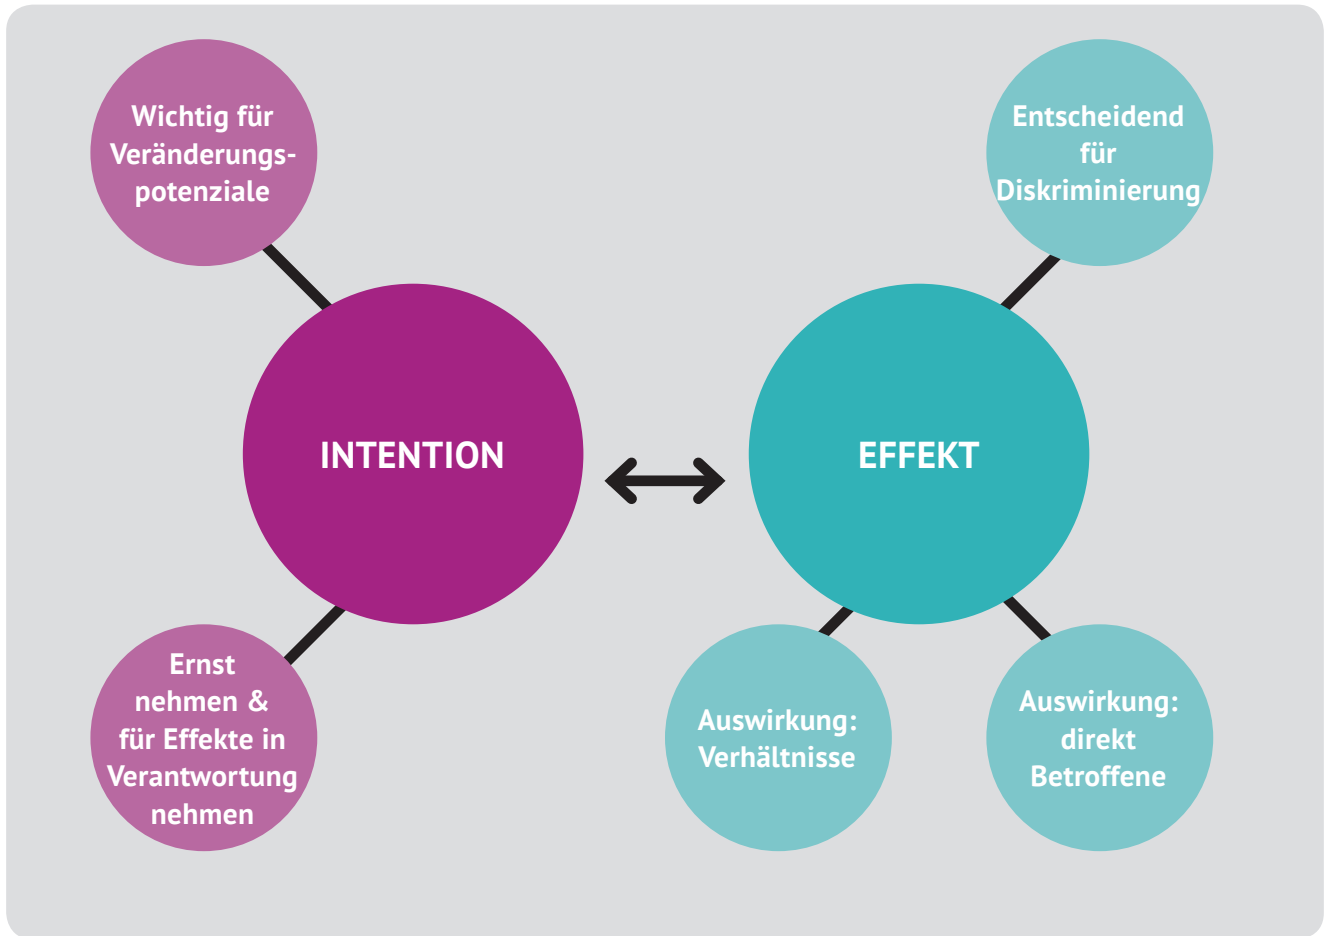 Wichtig für
Veränderungs-
potenziale
Entscheidend
für
Diskriminierung
INTENTION
EFFEKT
Ernst
nehmen &
für Effekte in
Verantwortung
nehmen
Auswirkung:
Verhältnisse
Auswirkung:
direkt
Betroffene